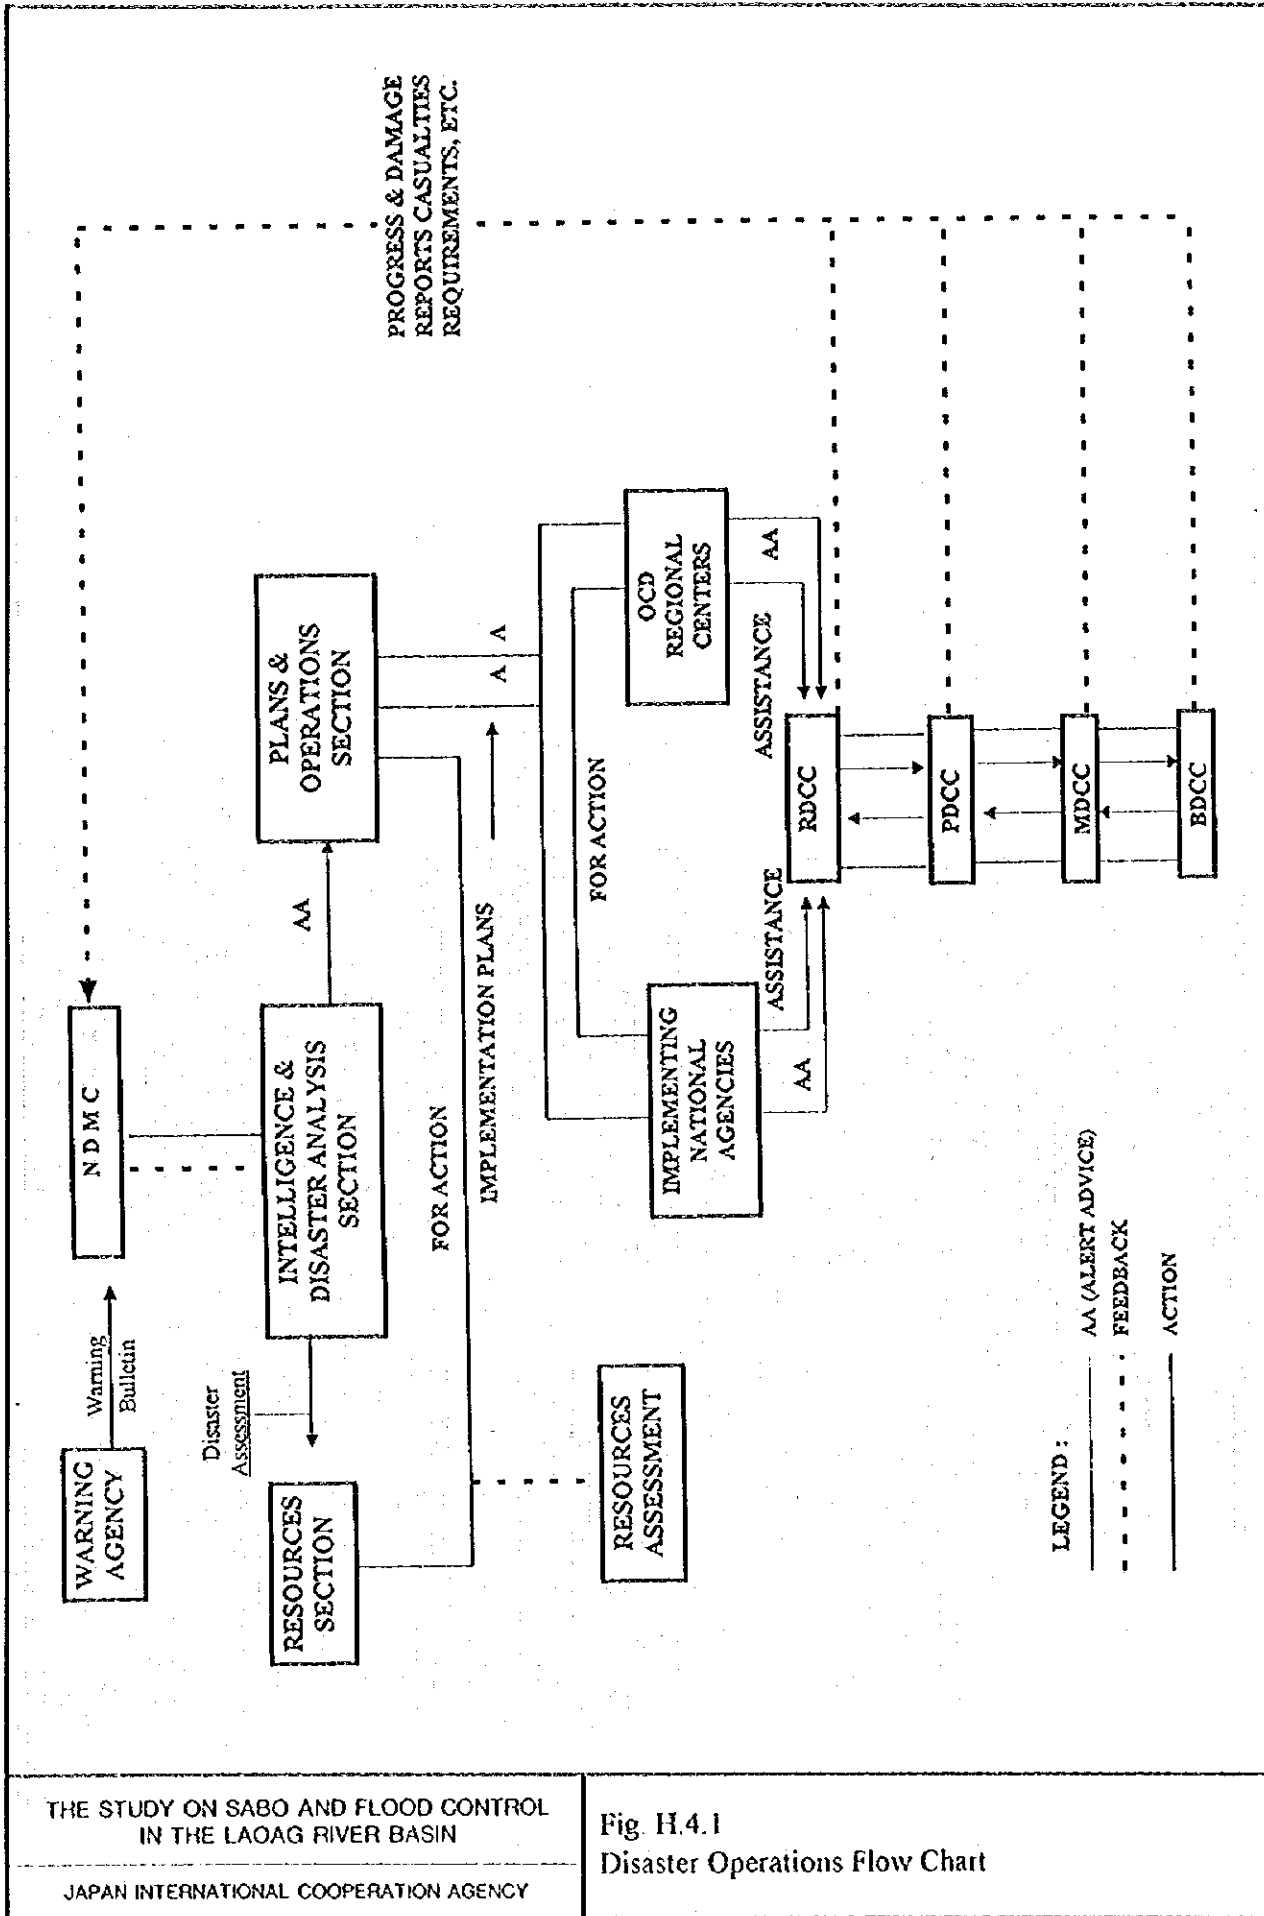 WARNING
AGENCY
Warning
Bulletin
N D M C
PROGRESS & DAMAGE
REPORTS CASUALTIES
REQUIREMENTS, ETC.
Disaster
Assessment
RESOURCES
SECTION
INTELLIGENCE &
DISASTER ANALYSIS
SECTION
AA
PLANS &
OPERATIONS
SECTION
FOR ACTION
IMPLEMENTATION PLANS
A
A
FOR ACTION
RESOURCES
ASSESSMENT
IMPLEMENTING
NATIONAL
AGENCIES
OCD
REGIONAL
CENTERS
ASSISTANCE
AA
ASSISTANCE
AA
RDCC
PDCC
MDCC
BDCC
LEGEND :
AA (ALERT ADVICE)
FEEDBACK
ACTION
THE STUDY ON SABO AND FLOOD CONTROL
IN THE LAOAG RIVER BASIN
JAPAN INTERNATIONAL COOPERATION AGENCY
Fig. H.4.1
Disaster Operations Flow Chart